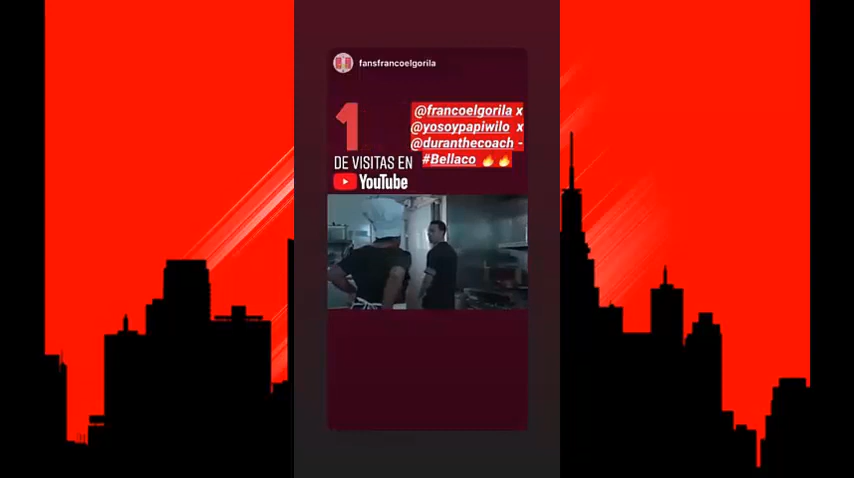 fansfrancoelgorila
1
DE VISITAS EN
YouTube
@francoelgorila x
@yosoypapiwilo x
@duranthecoach -
#Bellaco 🔥🔥